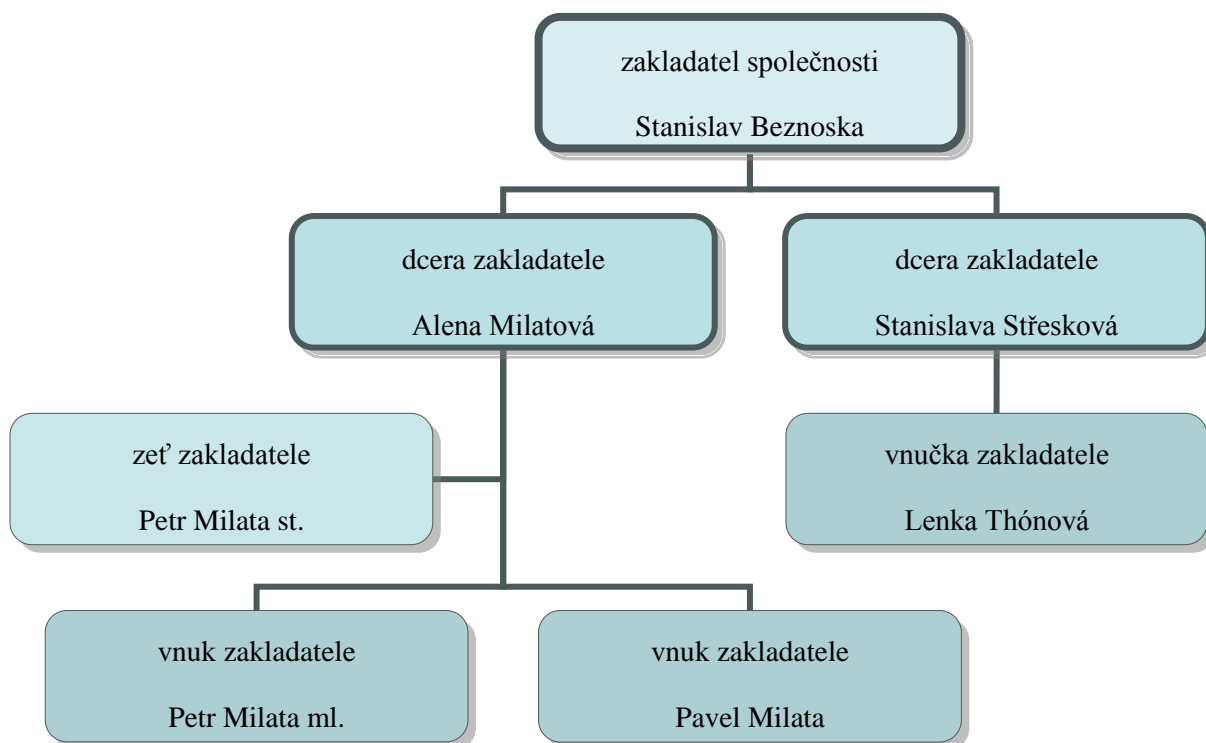 zakladatel společnosti
Stanislav Beznoska
dcera zakladatele
Alena Milatová
dcera zakladatele
Stanislava Střesková
zeť zakladatele
Petr Milata st.
vnučka zakladatele
Lenka Thónová
vnuk zakladatele
Petr Milata ml.
vnuk zakladatele
Pavel Milata